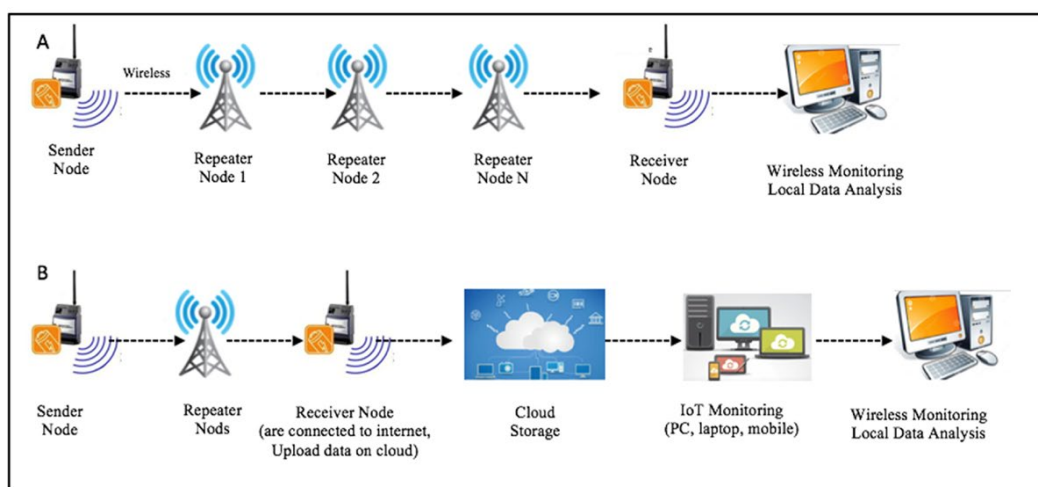 A
Wireless
e
Sender
Node
Repeater
Node 1
Repeater
Node 2
Repeater
Node N
Receiver
Node
Wireless Monitoring
Local Data Analysis
B
Sender
Node
Repeater
Nods
Receiver Node
(are connected to internet,
Upload data on cloud)
Cloud
Storage
IoT Monitoring
(PC, laptop, mobile)
Wireless Monitoring
Local Data Analysis